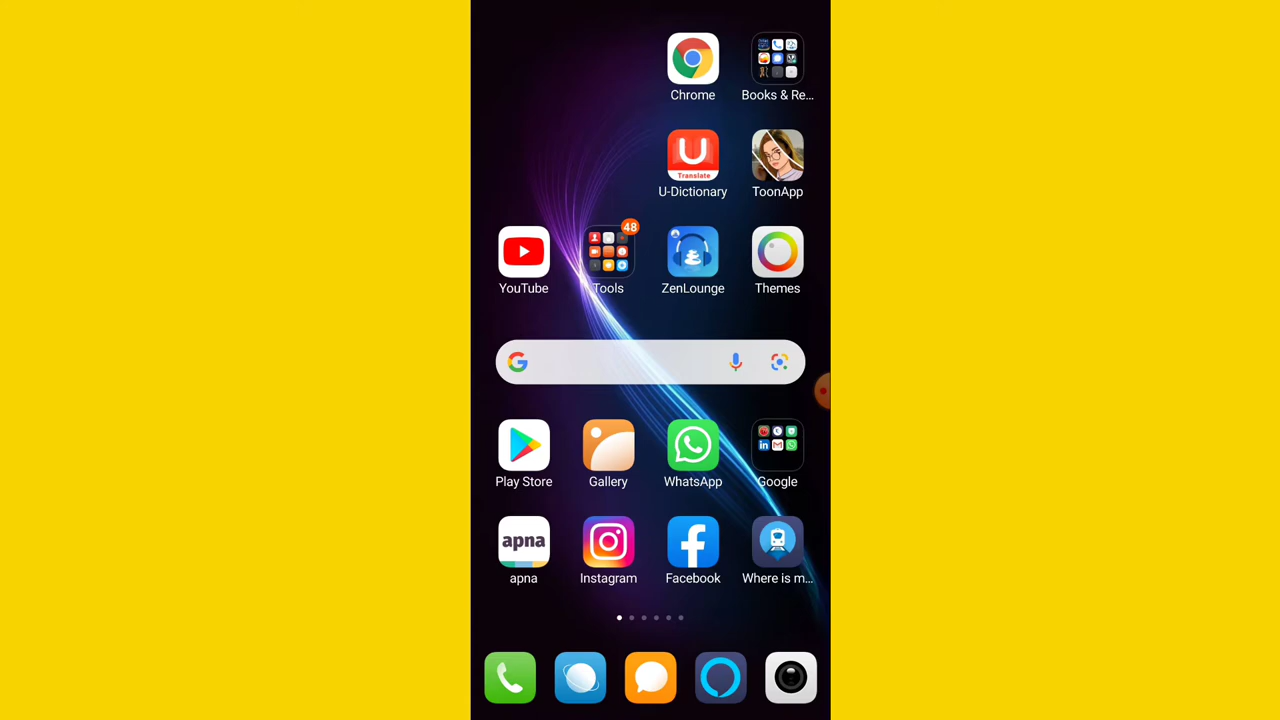 Chrome
Books & Re...
U
Translate
U-Dictionary
ToonApp
48
YouTube
Tools
ZenLounge
Themes
Play Store
Gallery
WhatsApp
Google
apna
apna
Instagram
Facebook
Where is m...